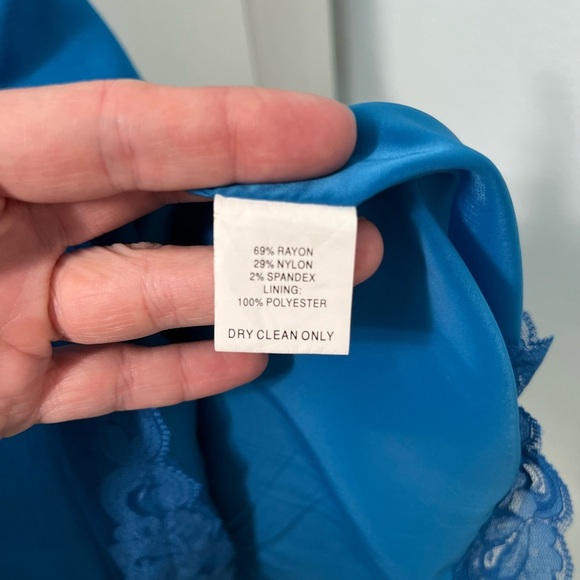 69% RAYON
29% NYLON
2% SPANDEX
LINING:
100% POLYESTER
DRY CLEAN ONLY